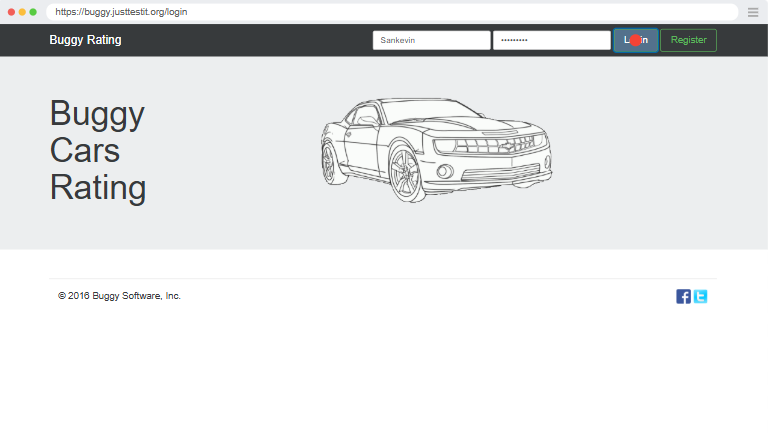 https://buggy.justtestit.org/login
Buggy Rating
Sankevin
•••••••••
Register
Buggy
Cars
Rating
© 2016 Buggy Software, Inc.